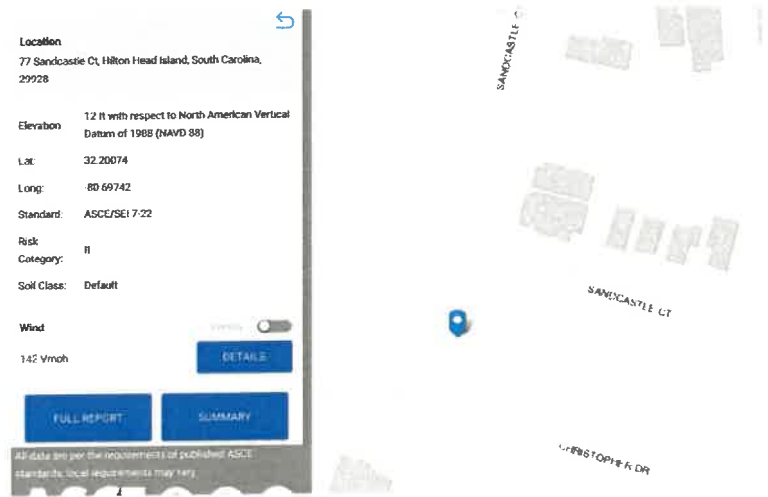 Location
77 Sandcastle Ct, Hilton Head Island, South Carolina,
29928
Elevation
12 ft with respect to North American Vertical
Datum of 1988 (NAVD 88)
Lat:
32.20074
Long:
-80.69742
Standard:
ASCE/SEI 7-22
Risk
Category:
II
Soil Class:
Default
Wind
142 Vmph
DETAILS
FULL REPORT
SUMMARY
All data are per the requirements of published ASCE
standards; local requirements may vary.
SANDCASTLE CT
SANDCASTLE CT
CHRISTOPHER DR